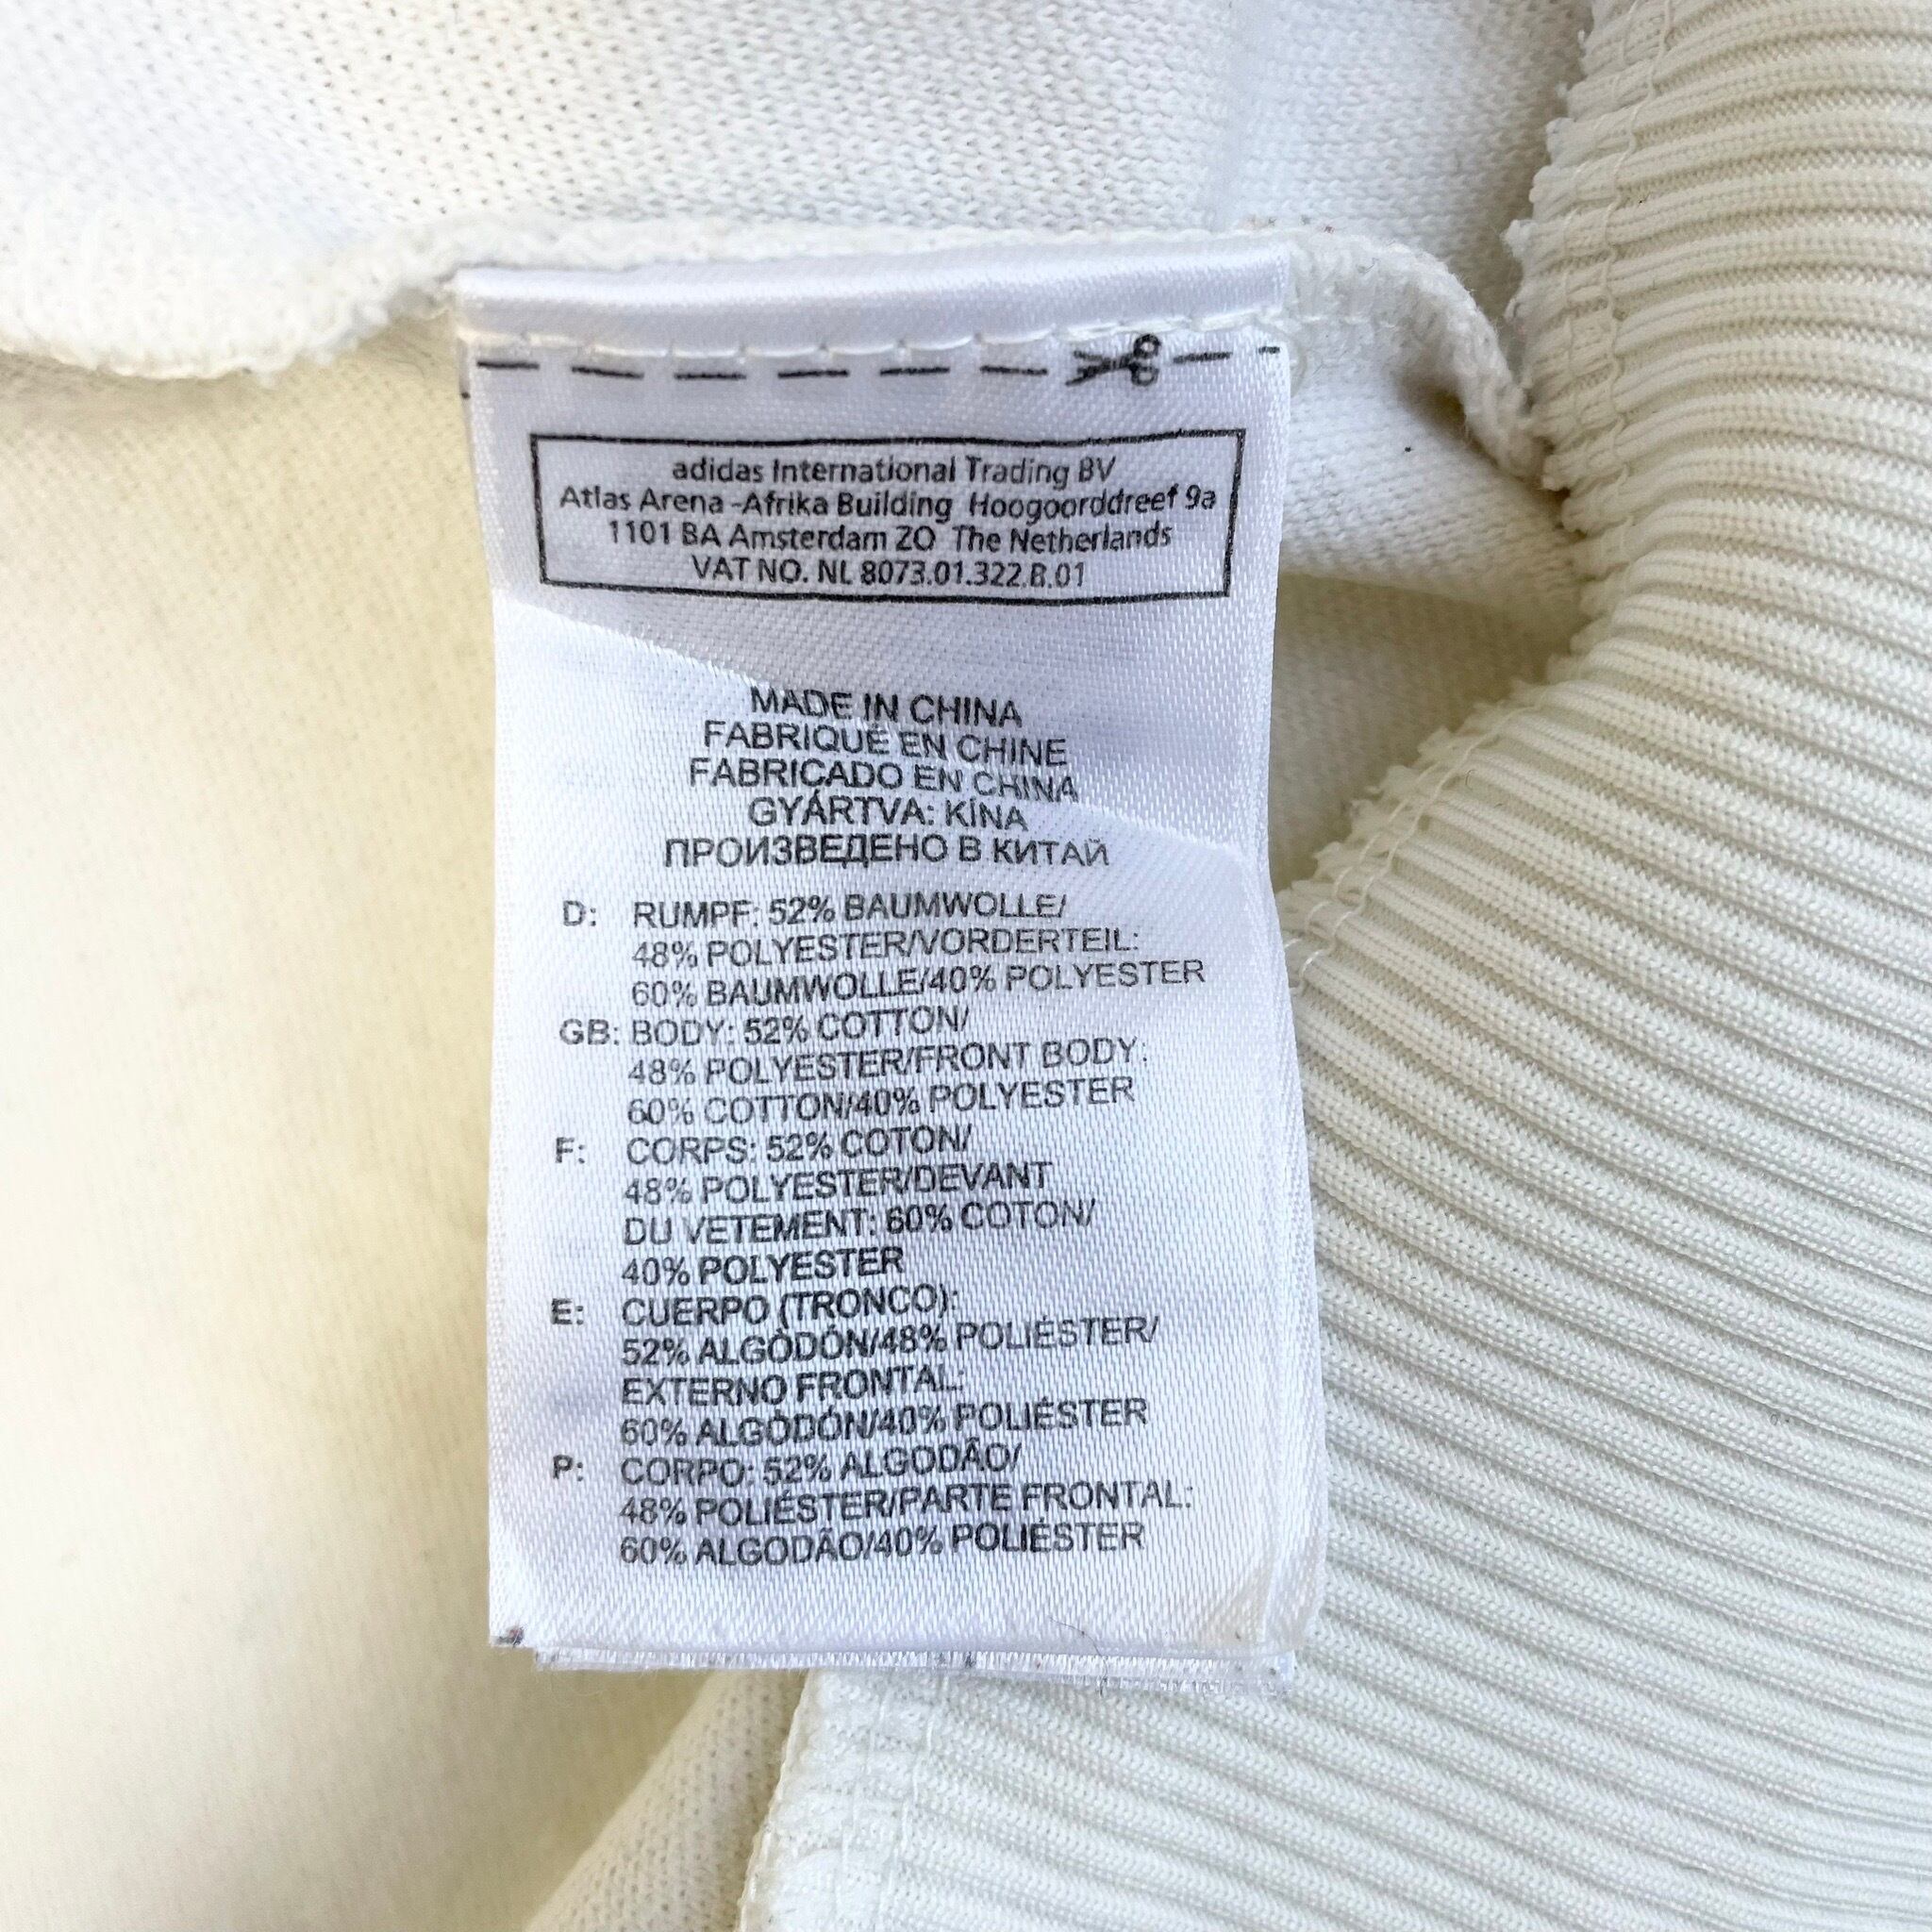 adidas International Trading BV
Atlas Arena -Afrika Building Hoogoorddreef 9a
1101 BA Amsterdam ZO The Netherlands
VAT NO. NL 8073.01.322.B.01
MADE IN CHINA
FABRIQUÉ EN CHINE
FABRICADO EN CHINA
GYÁRTVA: KÍNA
ПРОИЗВЕДЕНО В КИТАЙ
D: RUMPF: 52% BAUMWOLLE/
48% POLYESTER/VORDERTEIL:
60% BAUMWOLLE/40% POLYESTER
GB: BODY: 52% COTTON/
48% POLYESTER/FRONT BODY:
60% COTTON/40% POLYESTER
F: CORPS: 52% COTON/
48% POLYESTER/DEVANT
DU VETEMENT: 60% COTON/
40% POLYESTER
E: CUERPO (TRONCO):
52% ALGÒDÓN/48% POLIÉSTER/
EXTERNO FRONTAL:
60% ALGÒDÓN/40% POLIÉSTER
P: CORPO: 52% ALGODÃO/
48% POLIÉSTER/PARTE FRONTAL:
60% ALGODÃO/40% POLIÉSTER